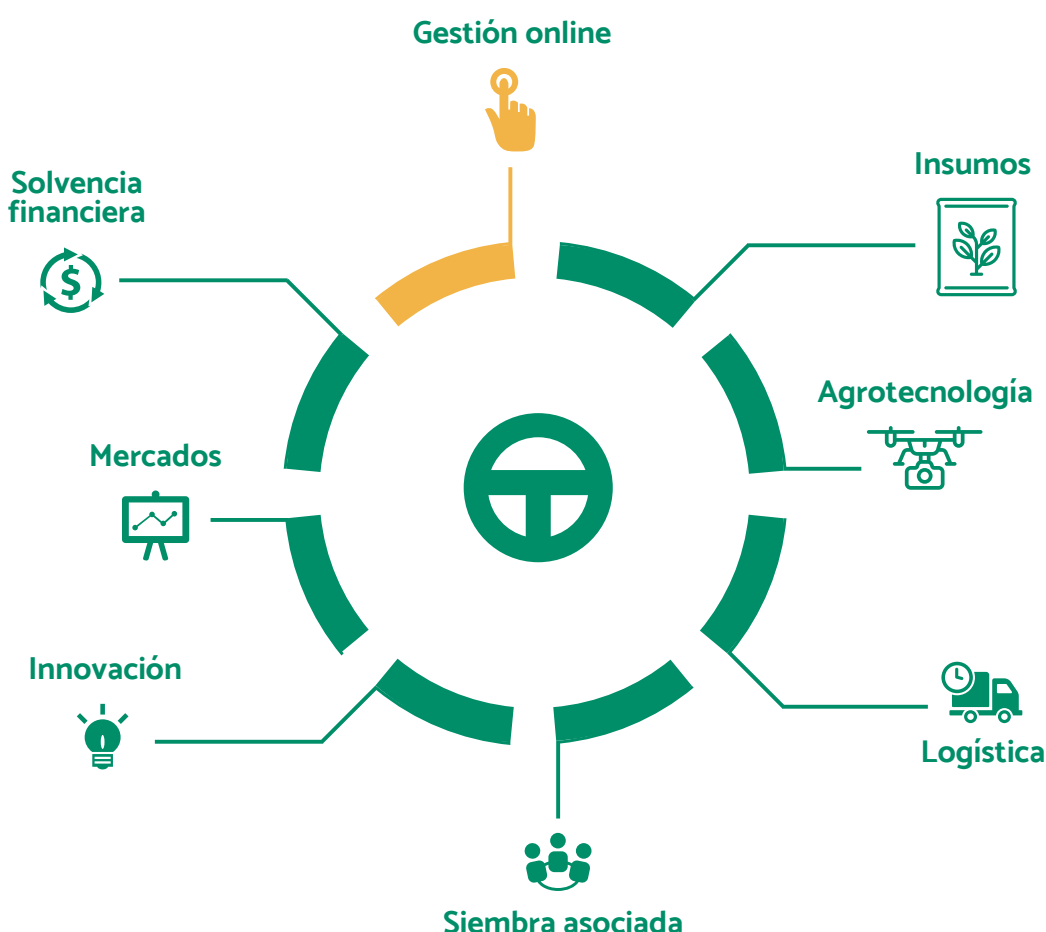 Gestión online
Insumos
Solvencia
financiera
Agrotecnología
Mercados
Innovación
Logística
Siembra asociada